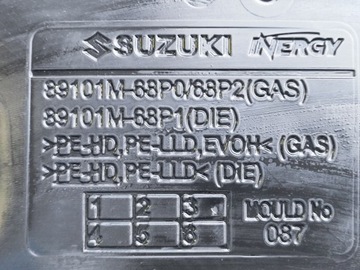 SUZUKI INERGY
89101M-68P0/68P2(GAS)
89101M-68P1(DIE)
>PE-HD,PE-LLD,EVOH< (GAS)
>PE-HD,PE-LLD< (DIE)
1 2 3 MOULD No
4 5 6 087